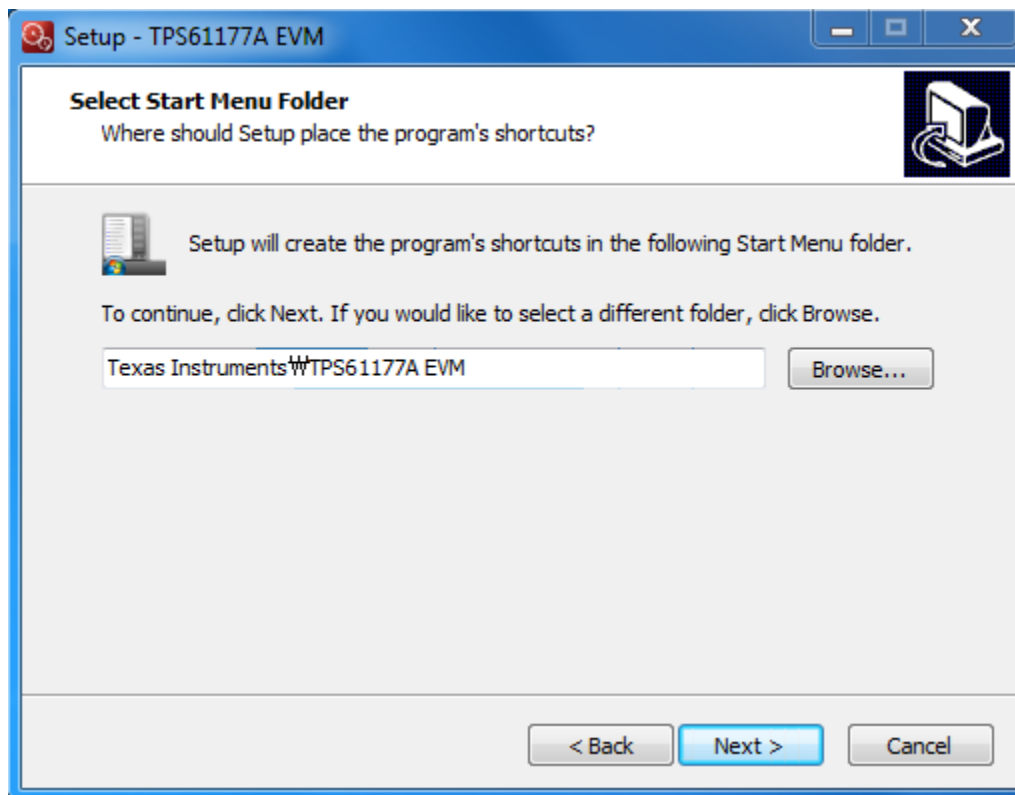 Setup - TPS61177A EVM
Select Start Menu Folder
Where should Setup place the program's shortcuts?
Setup will create the program's shortcuts in the following Start Menu folder.
To continue, click Next. If you would like to select a different folder, click Browse.
Texas Instruments₩TPS61177A EVM
Browse...
< Back
Next >
Cancel